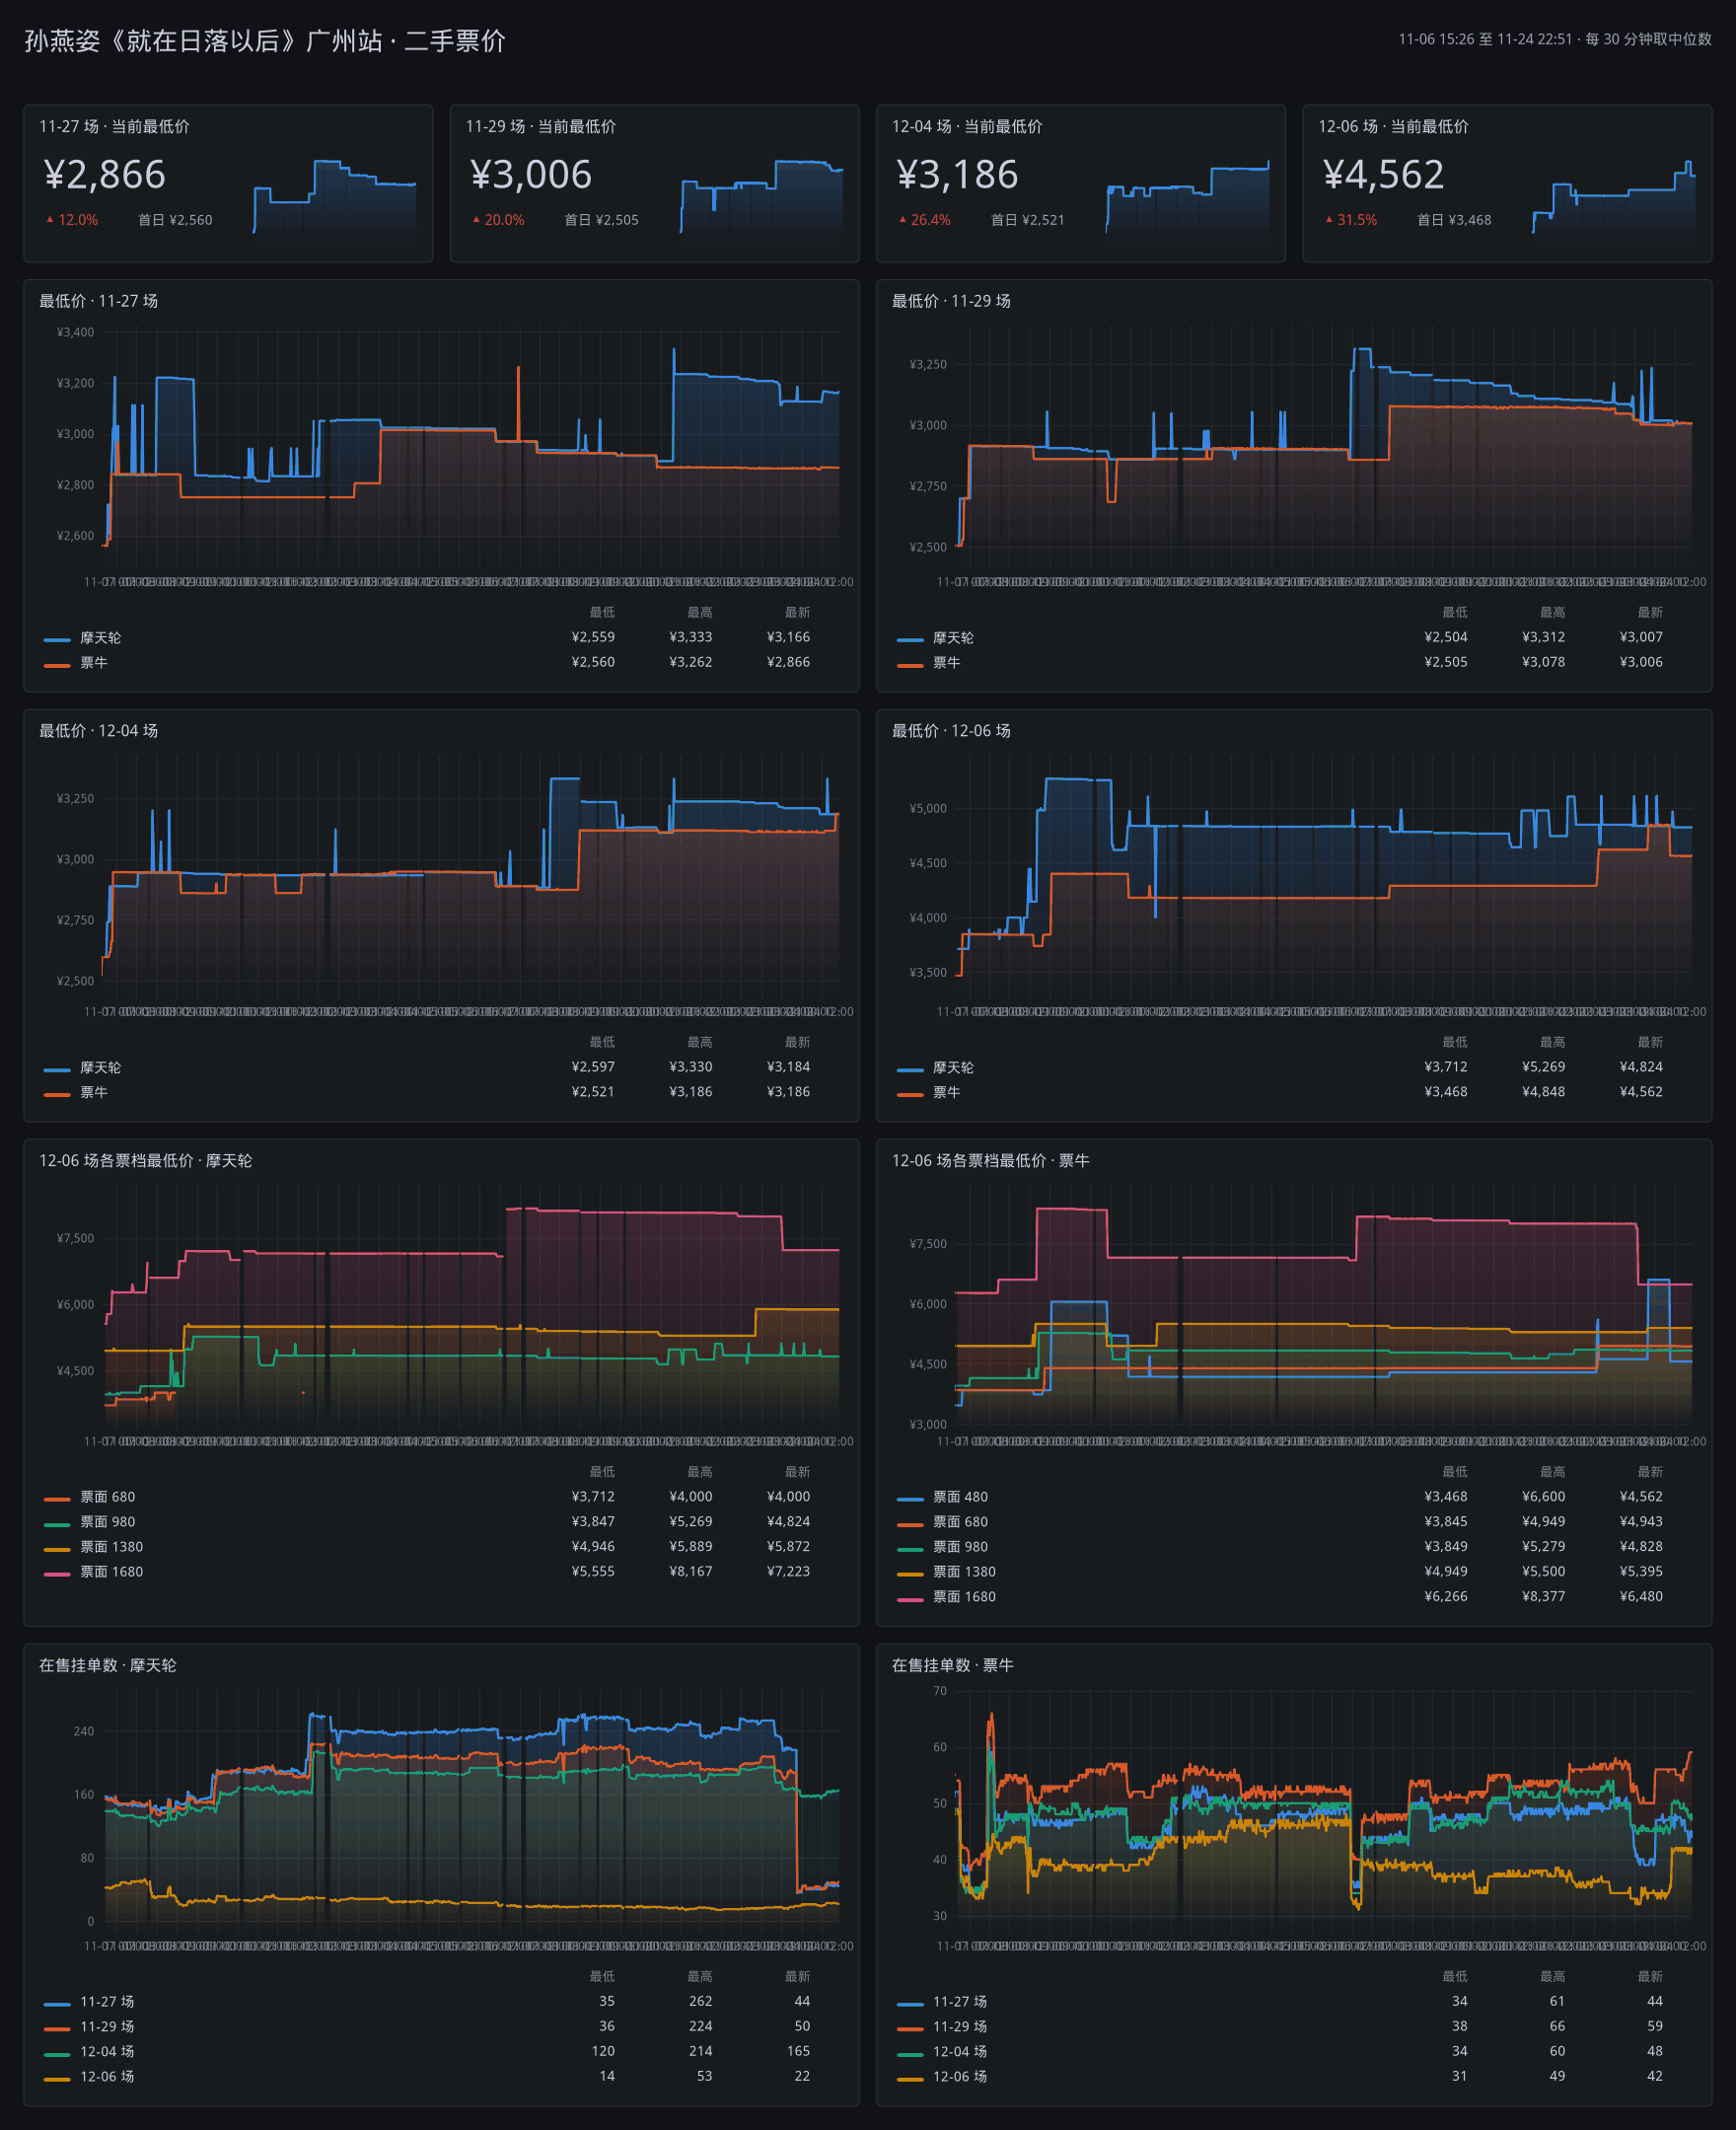 孙燕姿《就在日落以后》广州站 · 二手票价
11-06 15:26 至 11-24 22:51 · 每 30 分钟取中位数
11-27 场 · 当前最低价
¥2,866
▲ 12.0% 首日 ¥2,560
11-29 场 · 当前最低价
¥3,006
▲ 20.0% 首日 ¥2,505
12-04 场 · 当前最低价
¥3,186
▲ 26.4% 首日 ¥2,521
12-06 场 · 当前最低价
¥4,562
▲ 31.5% 首日 ¥3,468
最低价 · 11-27 场
¥3,400
¥3,200
¥3,000
¥2,800
¥2,600
最低 最高 最新
摩天轮 ¥2,559 ¥3,333 ¥3,166
票牛 ¥2,560 ¥3,262 ¥2,866
最低价 · 11-29 场
¥3,250
¥3,000
¥2,750
¥2,500
最低 最高 最新
摩天轮 ¥2,504 ¥3,312 ¥3,007
票牛 ¥2,505 ¥3,078 ¥3,006
最低价 · 12-04 场
¥3,250
¥3,000
¥2,750
¥2,500
最低 最高 最新
摩天轮 ¥2,597 ¥3,330 ¥3,184
票牛 ¥2,521 ¥3,186 ¥3,186
最低价 · 12-06 场
¥5,000
¥4,500
¥4,000
¥3,500
最低 最高 最新
摩天轮 ¥3,712 ¥5,269 ¥4,824
票牛 ¥3,468 ¥4,848 ¥4,562
12-06 场各票档最低价 · 摩天轮
¥7,500
¥6,000
¥4,500
最低 最高 最新
票面 680 ¥3,712 ¥4,000 ¥4,000
票面 980 ¥3,847 ¥5,269 ¥4,824
票面 1380 ¥4,946 ¥5,889 ¥5,872
票面 1680 ¥5,555 ¥8,167 ¥7,223
12-06 场各票档最低价 · 票牛
¥7,500
¥6,000
¥4,500
¥3,000
最低 最高 最新
票面 480 ¥3,468 ¥6,600 ¥4,562
票面 680 ¥3,845 ¥4,949 ¥4,943
票面 980 ¥3,849 ¥5,279 ¥4,828
票面 1380 ¥4,949 ¥5,500 ¥5,395
票面 1680 ¥6,266 ¥8,377 ¥6,480
在售挂单数 · 摩天轮
240
160
80
0
最低 最高 最新
11-27 场 35 262 44
11-29 场 36 224 50
12-04 场 120 214 165
12-06 场 14 53 22
在售挂单数 · 票牛
70
60
50
40
30
最低 最高 最新
11-27 场 34 61 44
11-29 场 38 66 59
12-04 场 34 60 48
12-06 场 31 49 42